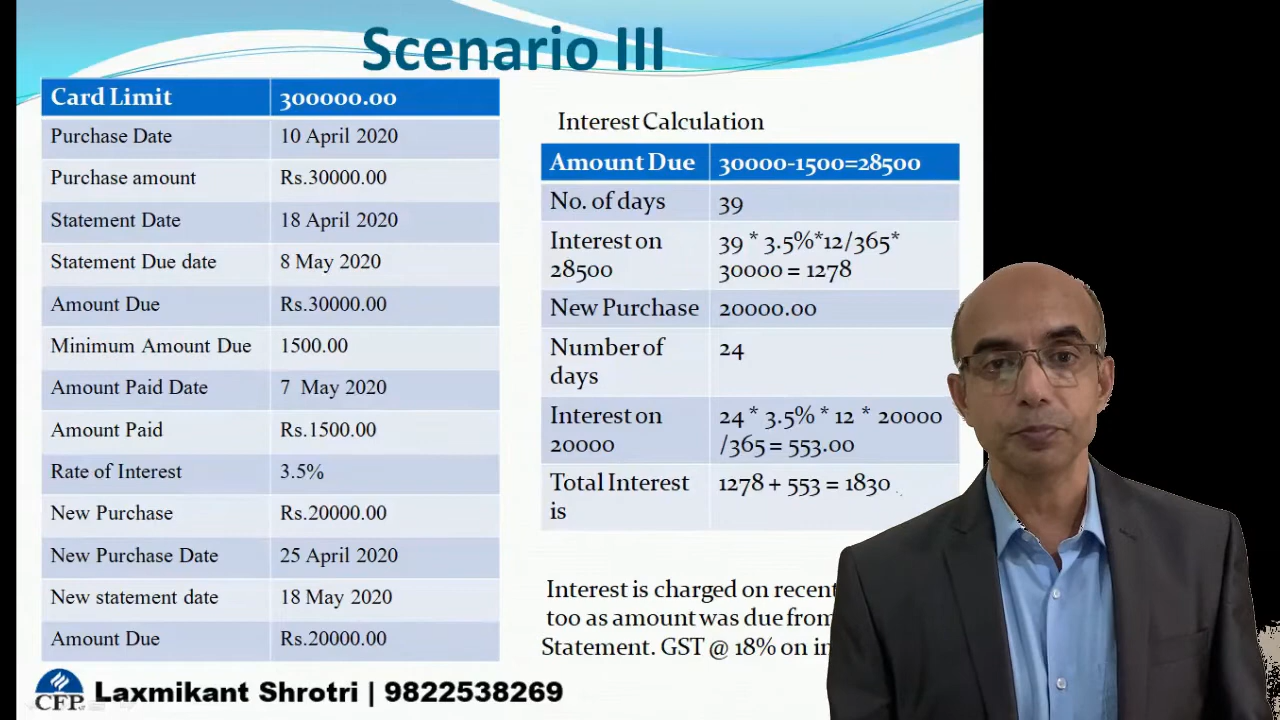 Scenario III
Card Limit 300000.00
Purchase Date 10 April 2020
Purchase amount Rs.30000.00
Statement Date 18 April 2020
Statement Due date 8 May 2020
Amount Due Rs.30000.00
Minimum Amount Due 1500.00
Amount Paid Date 7 May 2020
Amount Paid Rs.1500.00
Rate of Interest 3.5%
New Purchase Rs.20000.00
New Purchase Date 25 April 2020
New statement date 18 May 2020
Amount Due Rs.20000.00
Interest Calculation
Amount Due 30000-1500=28500
No. of days 39
Interest on 39 * 3.5%*12/365*
28500 30000 = 1278
New Purchase 20000.00
Number of 24
days
Interest on 24 * 3.5% * 12 * 20000
20000 /365 = 553.00
Total Interest 1278 + 553 = 1830
is
Interest is charged on recent
too as amount was due from
Statement. GST @ 18% on
CFP Laxmikant Shrotri | 9822538269